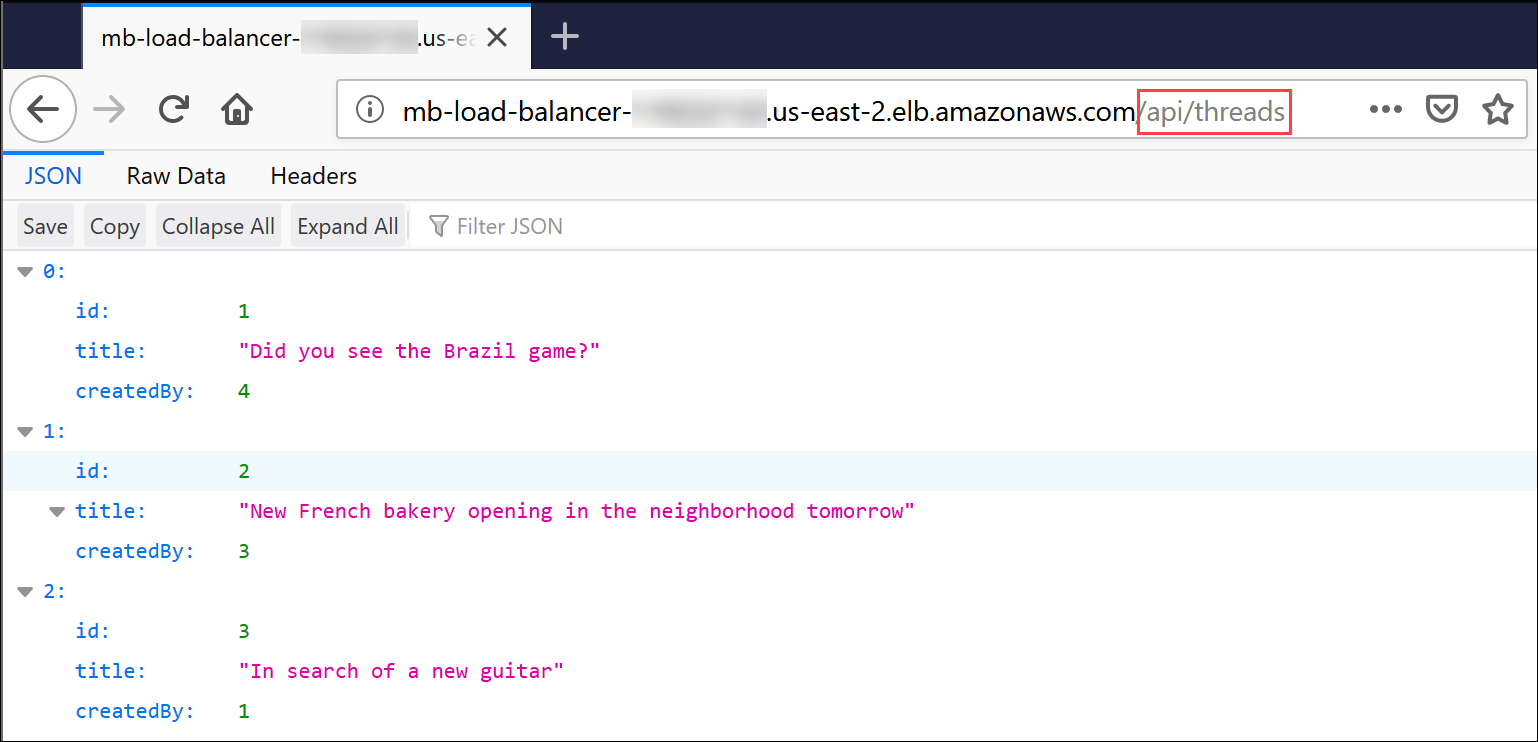 mb-load-balancer- .us-ea
mb-load-balancer- .us-east-2.elb.amazonaws.com/api/threads
JSON Raw Data Headers
Save Copy Collapse All Expand All Filter JSON
0:
id: 1
title: "Did you see the Brazil game?"
createdBy: 4
1:
id: 2
title: "New French bakery opening in the neighborhood tomorrow"
createdBy: 3
2:
id: 3
title: "In search of a new guitar"
createdBy: 1